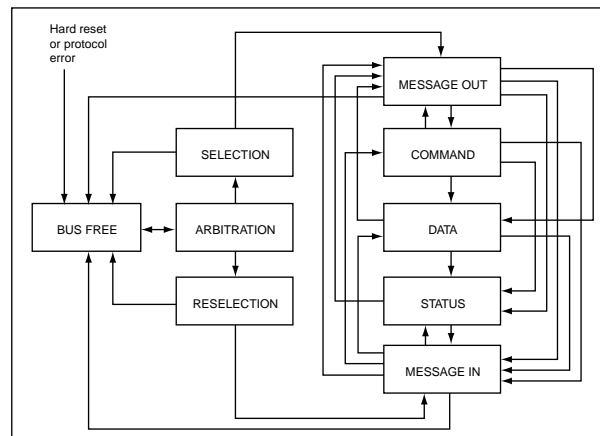 Hard reset
or protocol
error
MESSAGE OUT
SELECTION
COMMAND
BUS FREE
ARBITRATION
DATA
RESELECTION
STATUS
MESSAGE IN